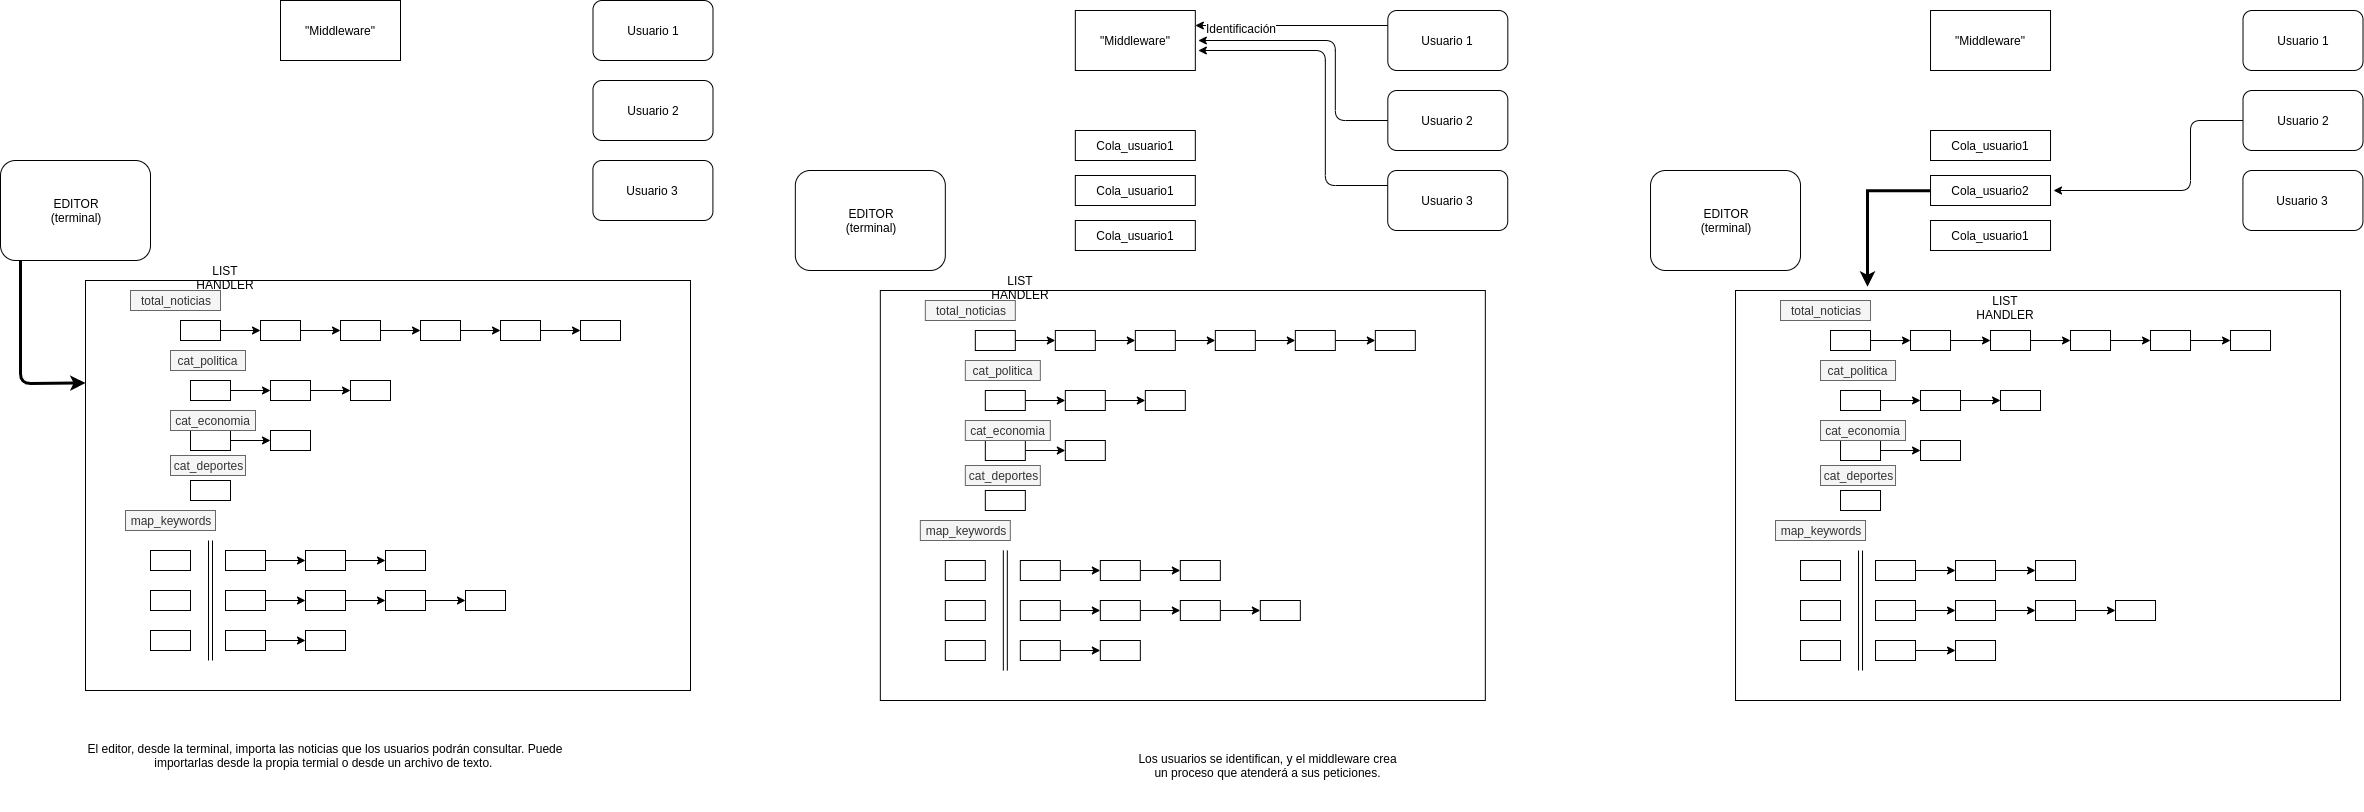 "Middleware"
Usuario 1
Usuario 2
Usuario 3
EDITOR
(terminal)
LIST
HANDLER
total_noticias
cat_politica
cat_economia
cat_deportes
map_keywords
El editor, desde la terminal, importa las noticias que los usuarios podrán consultar. Puede
importarlas desde la propia termial o desde un archivo de texto.
"Middleware"
Identificación
Usuario 1
Usuario 2
Usuario 3
Cola_usuario1
Cola_usuario1
Cola_usuario1
EDITOR
(terminal)
LIST
HANDLER
total_noticias
cat_politica
cat_economia
cat_deportes
map_keywords
Los usuarios se identifican, y el middleware crea
un proceso que atenderá a sus peticiones.
"Middleware"
Usuario 1
Usuario 2
Usuario 3
Cola_usuario1
Cola_usuario2
Cola_usuario1
EDITOR
(terminal)
LIST
HANDLER
total_noticias
cat_politica
cat_economia
cat_deportes
map_keywords